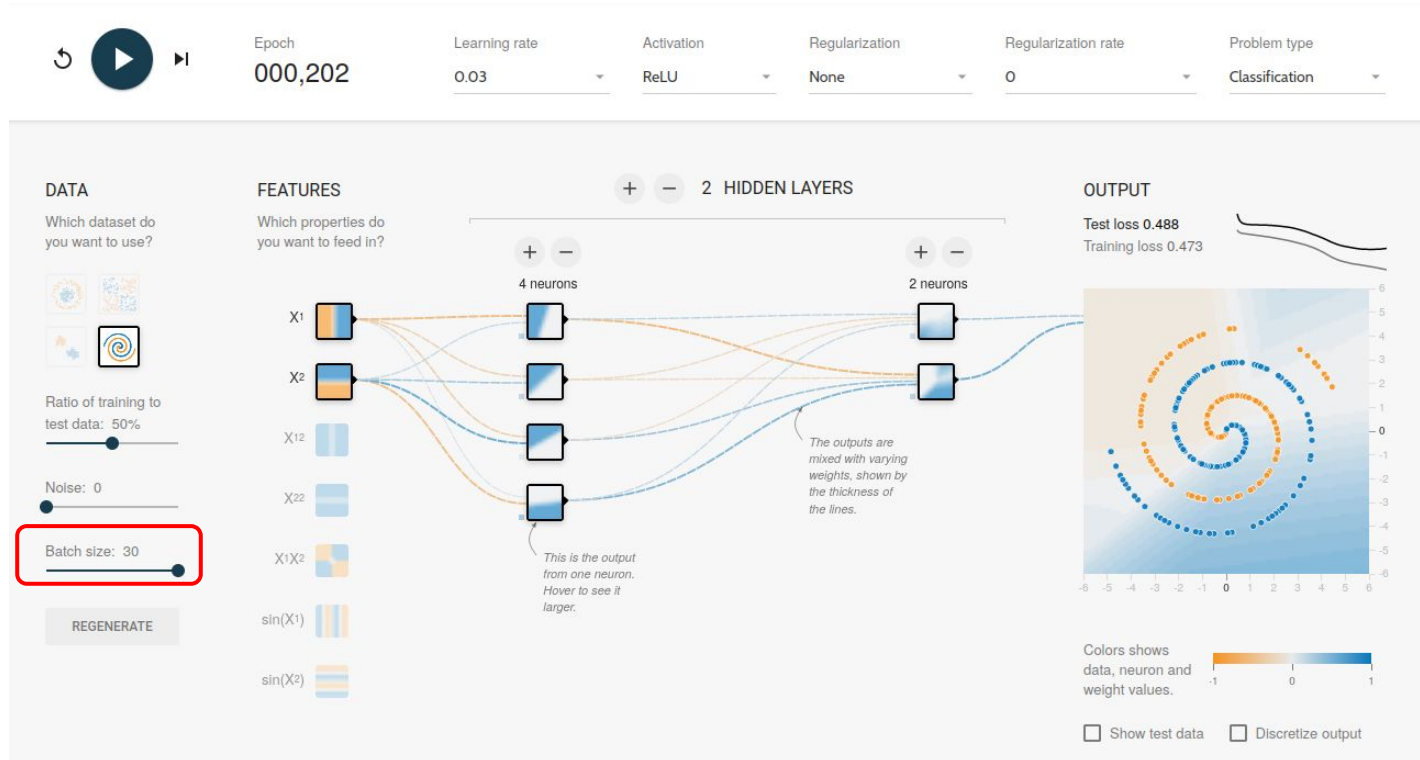 Epoch
000,202
Learning rate
0.03
Activation
ReLU
Regularization
None
Regularization rate
0
Problem type
Classification
DATA
Which dataset do
you want to use?
Ratio of training to
test data: 50%
Noise: 0
Batch size: 30
REGENERATE
FEATURES
Which properties do
you want to feed in?
X1
X2
X12
X22
X1X2
sin(X1)
sin(X2)
+ − 2 HIDDEN LAYERS
+ −
4 neurons
+ −
2 neurons
This is the output
from one neuron.
Hover to see it
larger.
The outputs are
mixed with varying
weights, shown by
the thickness of
the lines.
OUTPUT
Test loss 0.488
Training loss 0.473
6
5
4
3
2
1
0
-1
-2
-3
-4
-5
-6
-6 -5 -4 -3 -2 -1 0 1 2 3 4 5 6
Colors shows
data, neuron and
weight values.
-1 0 1
Show test data
Discretize output